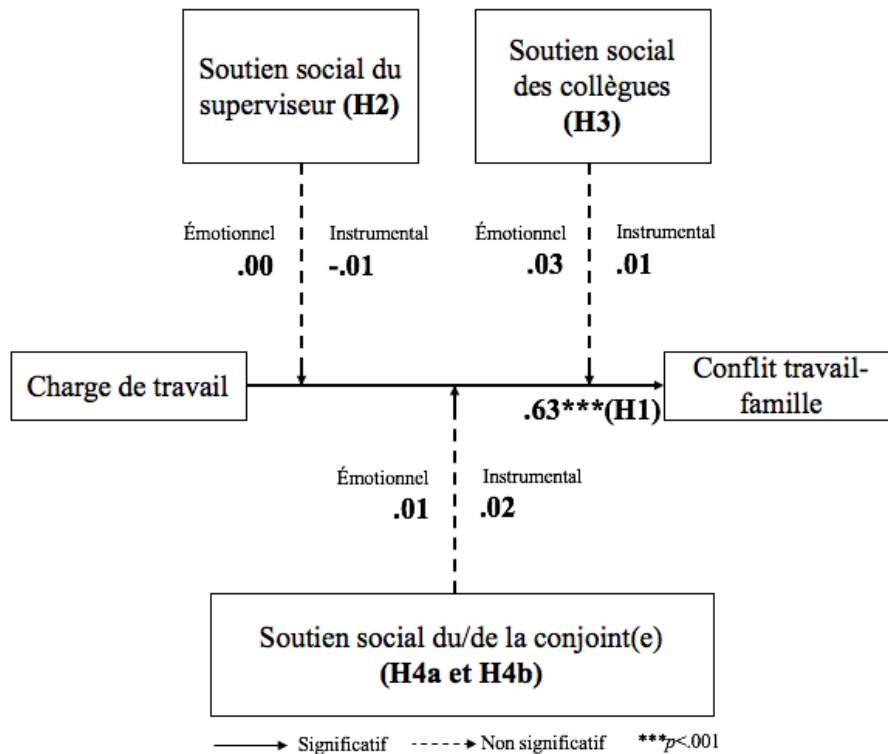 Soutien social du
superviseur (H2)
Soutien social
des collègues
(H3)
Émotionnel
.00
Instrumental
-.01
Émotionnel
.03
Instrumental
.01
Charge de travail
Conflit travail-
famille
.63***(H1)
Émotionnel
.01
Instrumental
.02
Soutien social du/de la conjoint(e)
(H4a et H4b)
Significatif
Non significatif
***p<.001